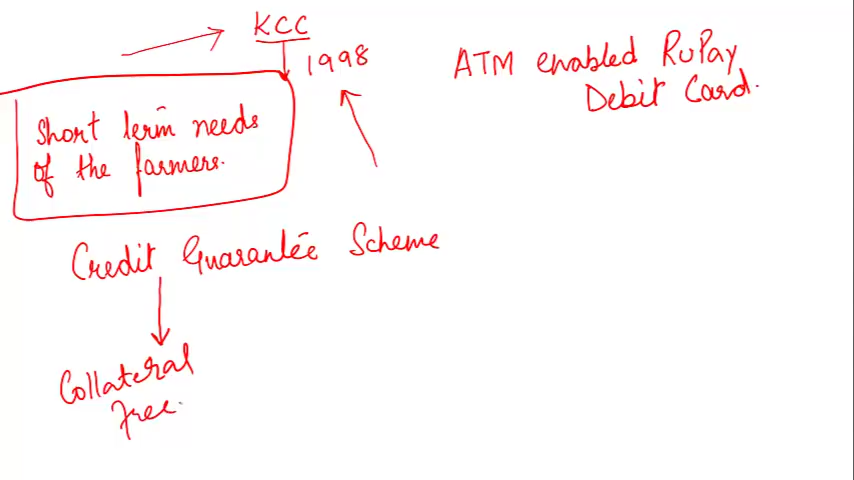 KCC
1998
ATM enabled RuPay
Debit Card.
Short term needs
of the farmers.
Credit Guarantee Scheme
Collateral
free.